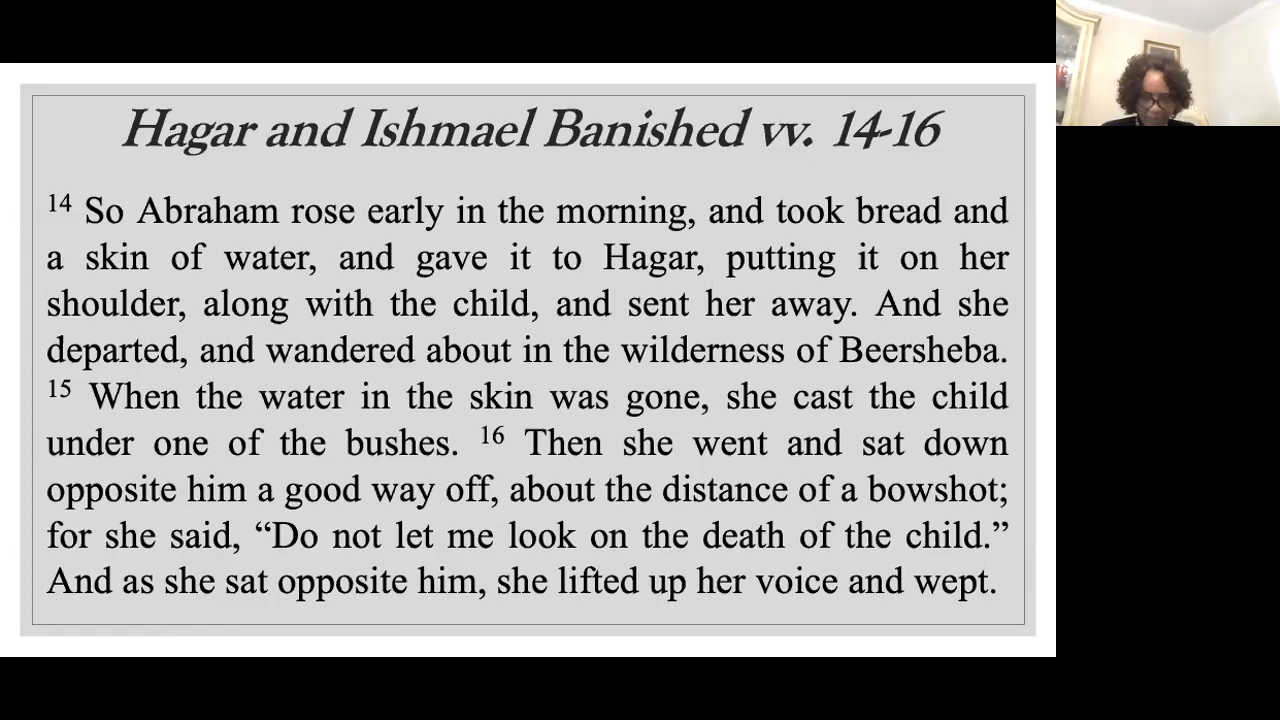 Hagar and Ishmael Banished vv. 14-16
14 So Abraham rose early in the morning, and took bread and
a skin of water, and gave it to Hagar, putting it on her
shoulder, along with the child, and sent her away. And she
departed, and wandered about in the wilderness of Beersheba.
15 When the water in the skin was gone, she cast the child
under one of the bushes. 16 Then she went and sat down
opposite him a good way off, about the distance of a bowshot;
for she said, “Do not let me look on the death of the child.”
And as she sat opposite him, she lifted up her voice and wept.